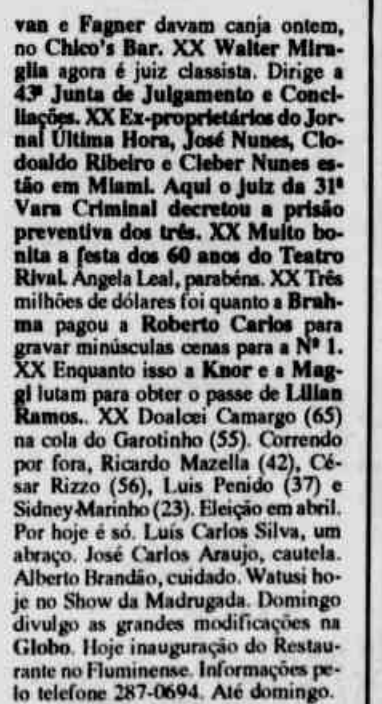 van e Fagner davam canja ontem,
no Chico's Bar. XX Walter Mira-
glia agora é juiz classista. Dirige a
43ª Junta de Julgamento e Conci-
liações. XX Ex-proprietários do Jor-
nal Última Hora, José Nunes, Clo-
doaldo Ribeiro e Cleber Nunes es-
tão em Miami. Aqui o juiz da 31ª
Vara Criminal decretou a prisão
preventiva dos três. XX Muito bo-
nita a festa dos 60 anos do Teatro
Rival. Ângela Leal, parabéns. XX Três
milhões de dólares foi quanto a Brah-
ma pagou a Roberto Carlos para
gravar minúsculas cenas para a Nº 1.
XX Enquanto isso a Knor e a Mag-
gi lutam para obter o passe de Lilian
Ramos.. XX Doalcei Camargo (65)
na cola do Garotinho (55). Correndo
por fora, Ricardo Mazella (42), Cé-
sar Rizzo (56), Luis Penido (37) e
Sidney Marinho (23). Eleição em abril.
Por hoje é só. Luís Carlos Silva, um
abraço. José Carlos Araujo, cautela.
Alberto Brandão, cuidado. Watusi ho-
je no Show da Madrugada. Domingo
divulgo as grandes modificações na
Globo. Hoje inauguração do Restau-
rante no Fluminense. Informações pe-
lo telefone 287-0694. Até domingo.